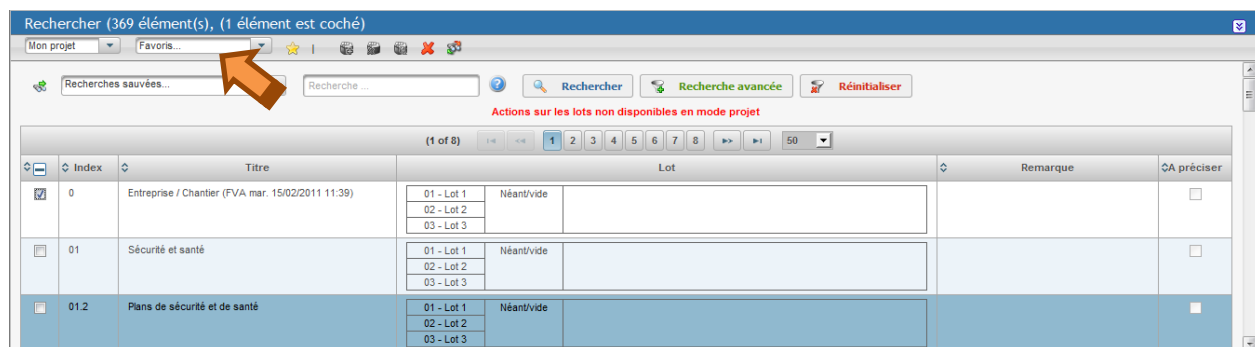 Rechercher (369 élément(s), (1 élément est coché)
Mon projet Favoris...
Recherches sauvées... Recherche ... Rechercher Recherche avancée Réinitialiser
Actions sur les lots non disponibles en mode projet
(1 of 8) 1 2 3 4 5 6 7 8 50
Index Titre Lot Remarque A préciser
0 Entreprise / Chantier (FVA mar. 15/02/2011 11:39) 01 - Lot 1 Néant/vide
02 - Lot 2
03 - Lot 3
01 Sécurité et santé 01 - Lot 1 Néant/vide
02 - Lot 2
03 - Lot 3
01.2 Plans de sécurité et de santé 01 - Lot 1 Néant/vide
02 - Lot 2
03 - Lot 3